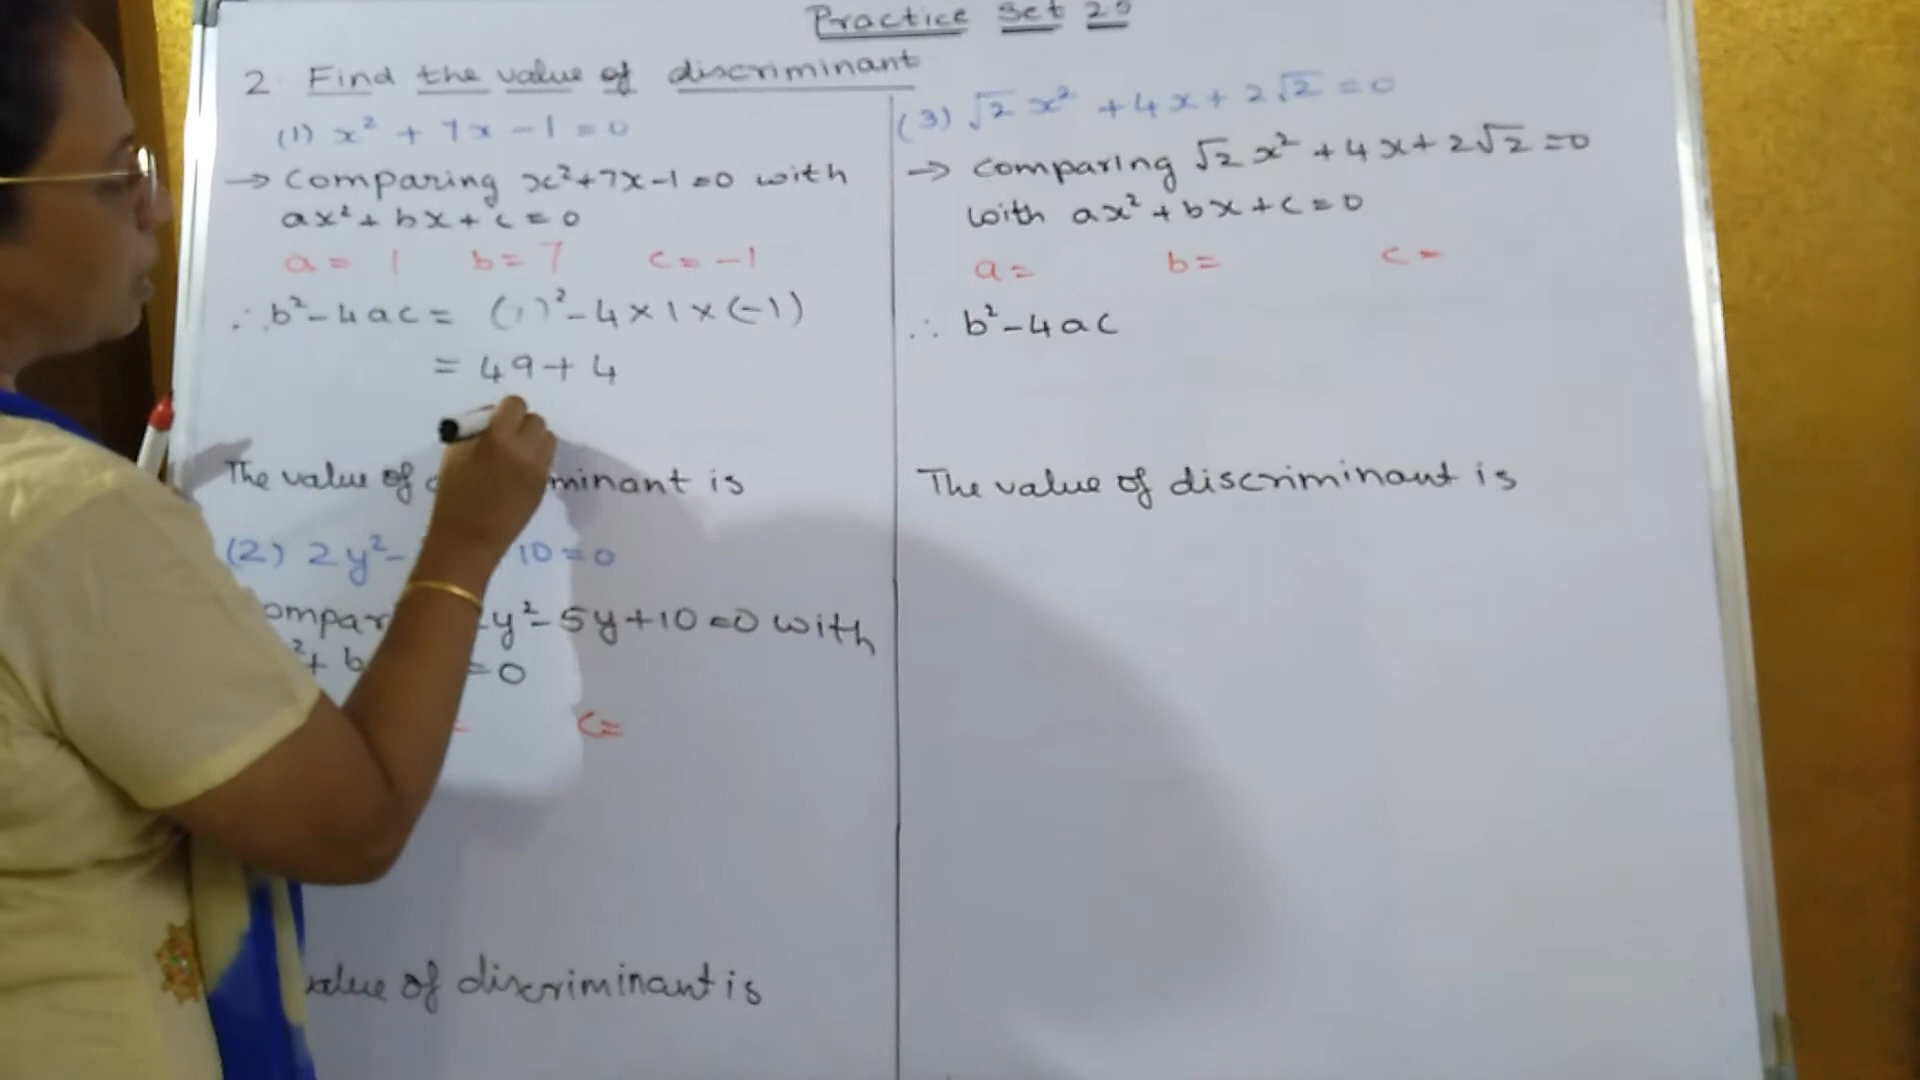 Practice Set 25
2 Find the value of discriminant
(1) x² + 7x - 1 = 0
→ Comparing x²+7x-1=0 with
ax² + bx + c = 0
a = 1 b = 7 c = -1
∴ b² - 4ac = (7)² - 4 × 1 × (-1)
= 49 + 4
The value of minant is
(2) 2y² - 10 = 0
ompar y² - 5y + 10 = 0 with
² + b = 0
c =
value of discriminant is
(3) √2 x² + 4x + 2√2 = 0
→ Comparing √2 x² + 4x + 2√2 = 0
with ax² + bx + c = 0
a = b = c =
∴ b² - 4ac
The value of discriminant is